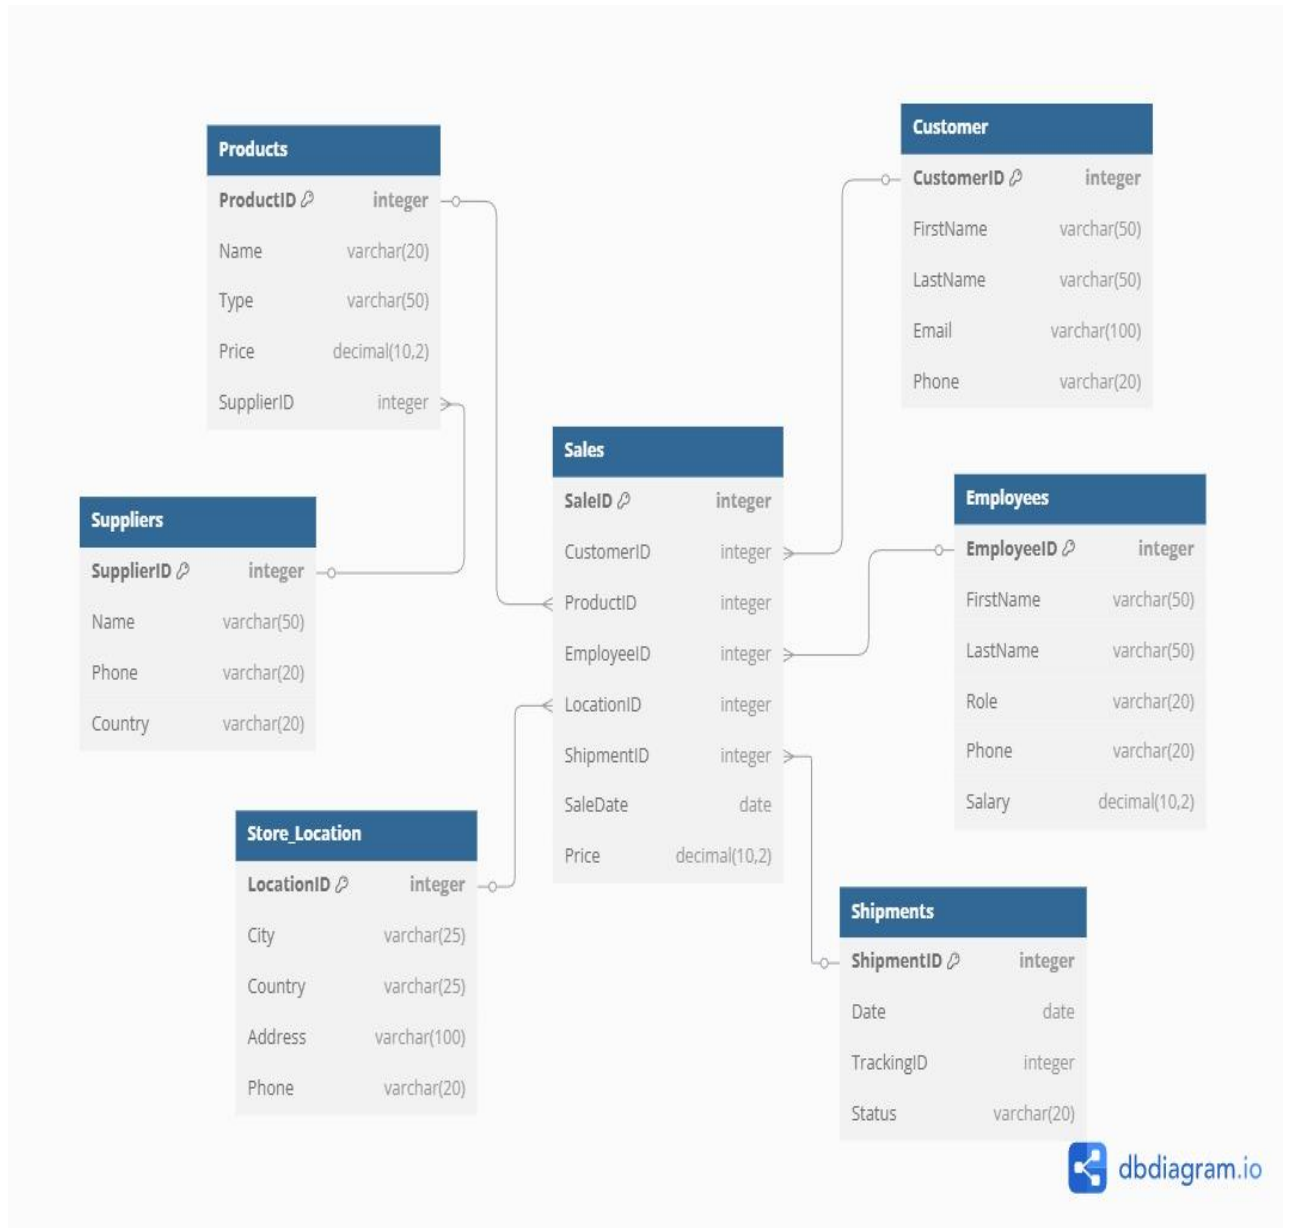 Products
ProductID integer
Name varchar(20)
Type varchar(50)
Price decimal(10,2)
SupplierID integer
Customer
CustomerID integer
FirstName varchar(50)
LastName varchar(50)
Email varchar(100)
Phone varchar(20)
Suppliers
SupplierID integer
Name varchar(50)
Phone varchar(20)
Country varchar(20)
Sales
SaleID integer
CustomerID integer
ProductID integer
EmployeeID integer
LocationID integer
ShipmentID integer
SaleDate date
Price decimal(10,2)
Employees
EmployeeID integer
FirstName varchar(50)
LastName varchar(50)
Role varchar(20)
Phone varchar(20)
Salary decimal(10,2)
Store_Location
LocationID integer
City varchar(25)
Country varchar(25)
Address varchar(100)
Phone varchar(20)
Shipments
ShipmentID integer
Date date
TrackingID integer
Status varchar(20)
dbdiagram.io